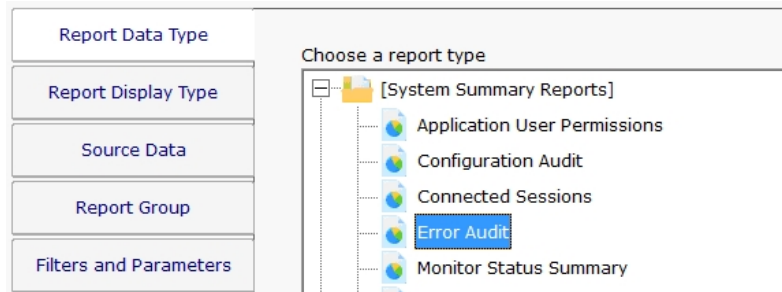 Report Data Type
Report Display Type
Source Data
Report Group
Filters and Parameters
Choose a report type
[System Summary Reports]
Application User Permissions
Configuration Audit
Connected Sessions
Error Audit
Monitor Status Summary